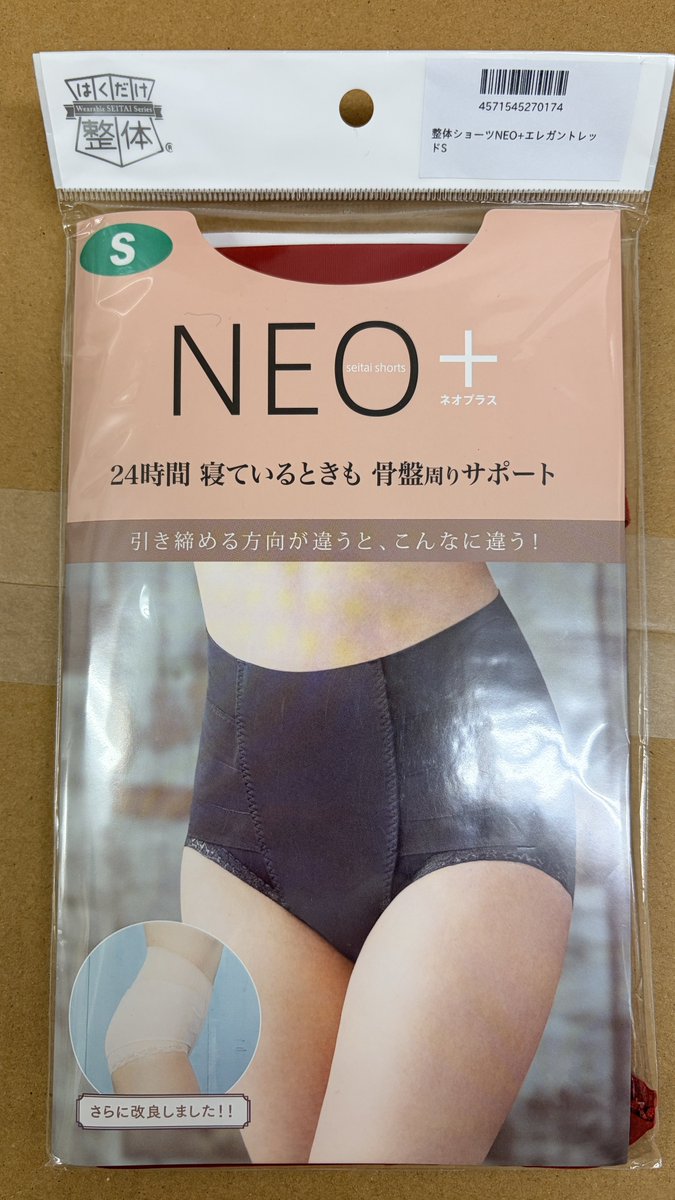 はくだけ
Wearable SEITAI Series
整体
®
4571545270174
整体ショーツNEO+エレガントレッ
ドS
S
NEO+
seitai shorts
ネオプラス
24時間 寝ているときも 骨盤周りサポート
引き締める方向が違うと、こんなに違う!
さらに改良しました!!